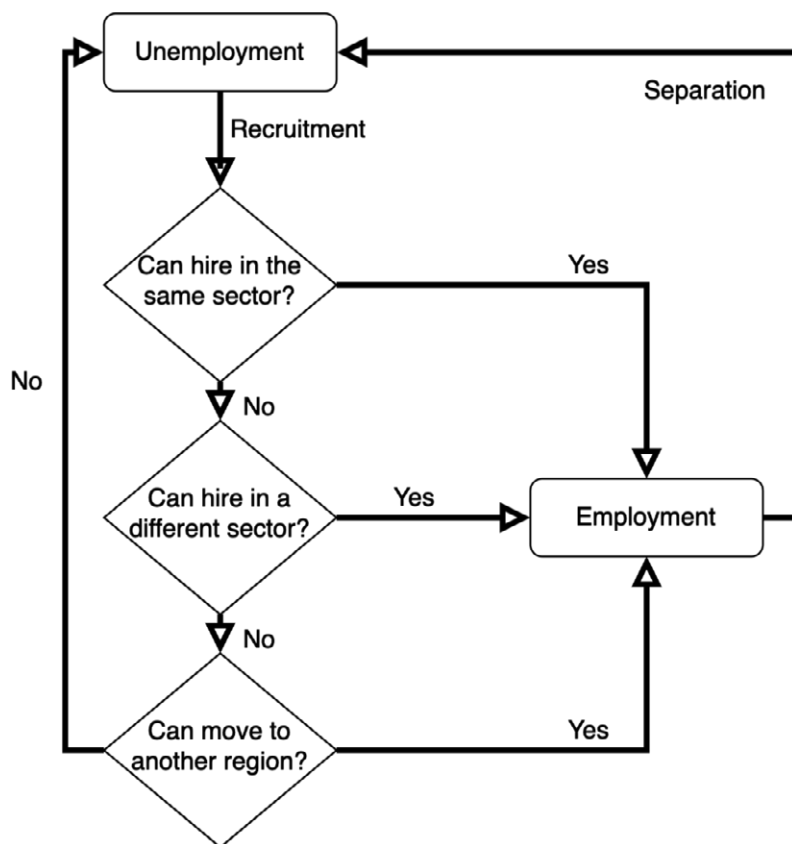 Unemployment
Separation
Recruitment
Can hire in the
same sector?
Yes
No
No
Can hire in a
different sector?
Yes
Employment
No
Can move to
another region?
Yes